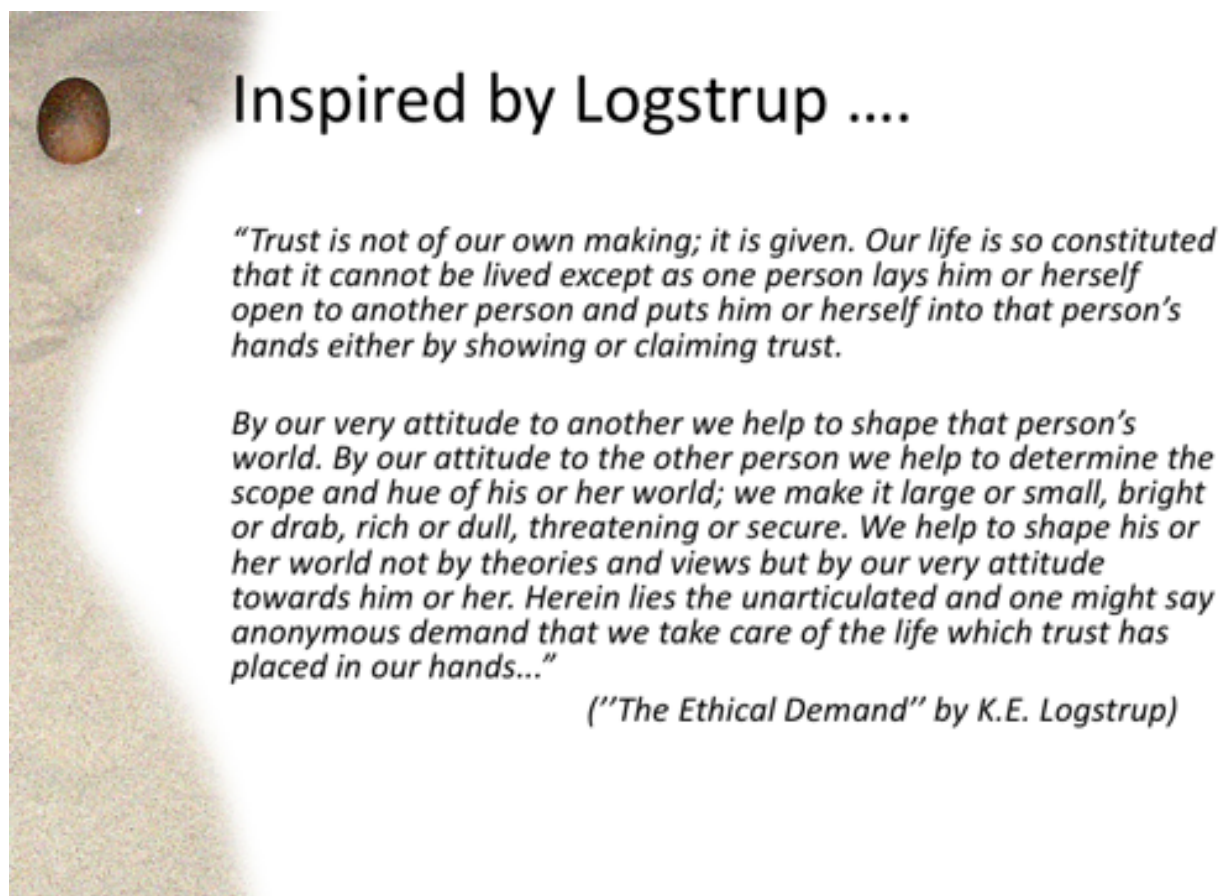 Inspired by Logstrup ....
“Trust is not of our own making; it is given. Our life is so constituted
that it cannot be lived except as one person lays him or herself
open to another person and puts him or herself into that person’s
hands either by showing or claiming trust.
By our very attitude to another we help to shape that person’s
world. By our attitude to the other person we help to determine the
scope and hue of his or her world; we make it large or small, bright
or drab, rich or dull, threatening or secure. We help to shape his or
her world not by theories and views but by our very attitude
towards him or her. Herein lies the unarticulated and one might say
anonymous demand that we take care of the life which trust has
placed in our hands...”
(’’The Ethical Demand’’ by K.E. Logstrup)